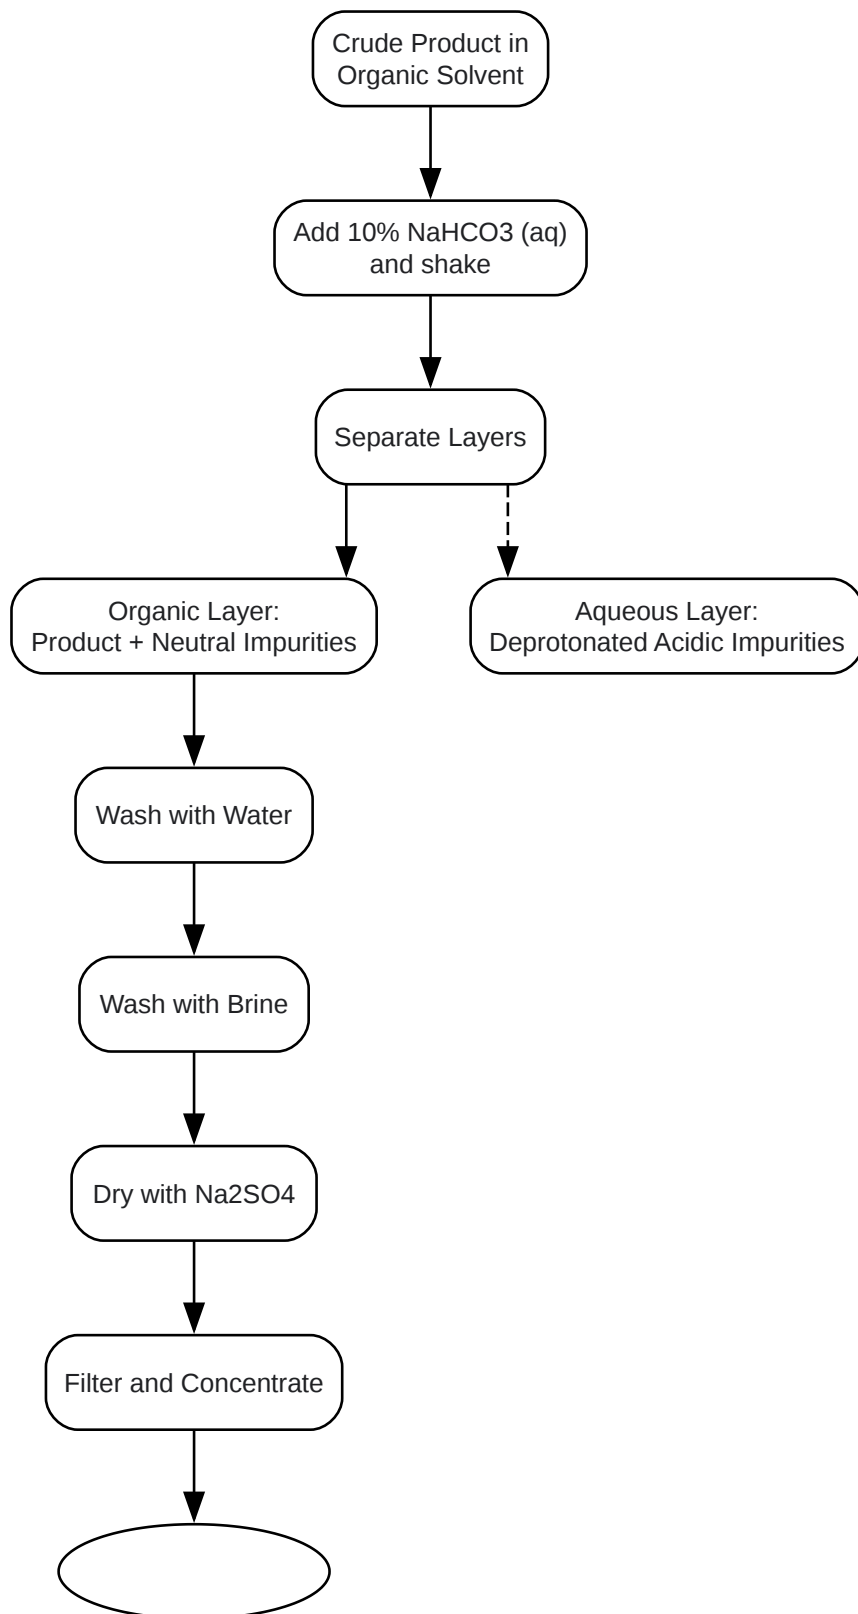 Crude Product in
Organic Solvent
Add 10% NaHCO3 (aq)
and shake
Separate Layers
Organic Layer:
Product + Neutral Impurities
Aqueous Layer:
Deprotonated Acidic Impurities
Wash with Water
Wash with Brine
Dry with Na2SO4
Filter and Concentrate